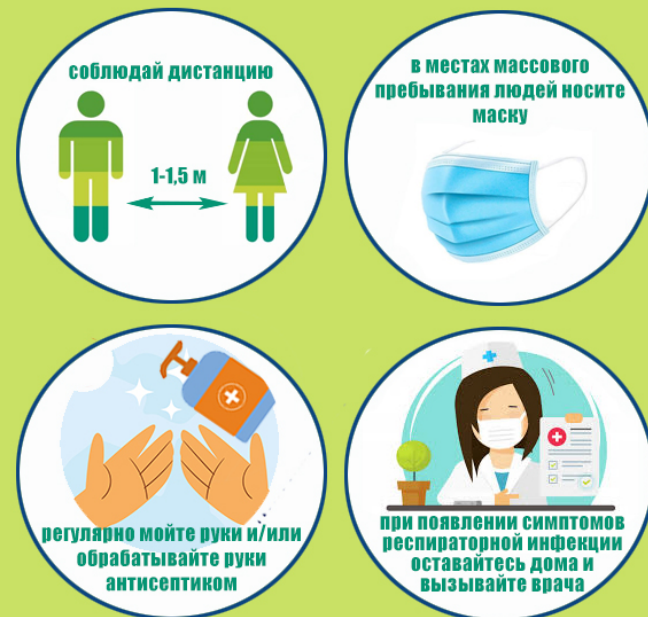 соблюдай дистанцию
1-1,5 м
в местах массового
пребывания людей носите
маску
регулярно мойте руки и/или
обрабатывайте руки
антисептиком
при появлении симптомов
респираторной инфекции
оставайтесь дома и
вызывайте врача